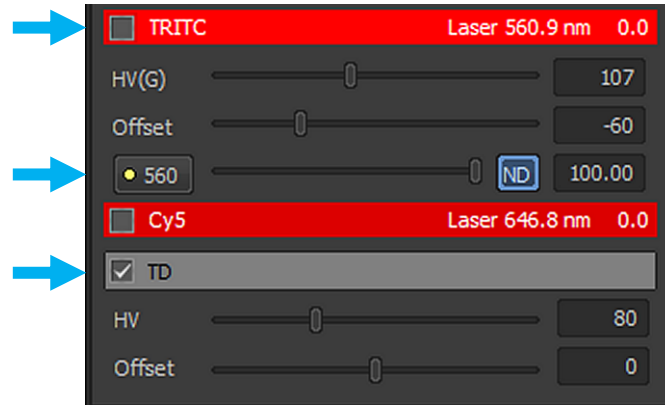 TRITC Laser 560.9 nm 0.0
HV(G) 107
Offset -60
560 ND 100.00
Cy5 Laser 646.8 nm 0.0
TD
HV 80
Offset 0